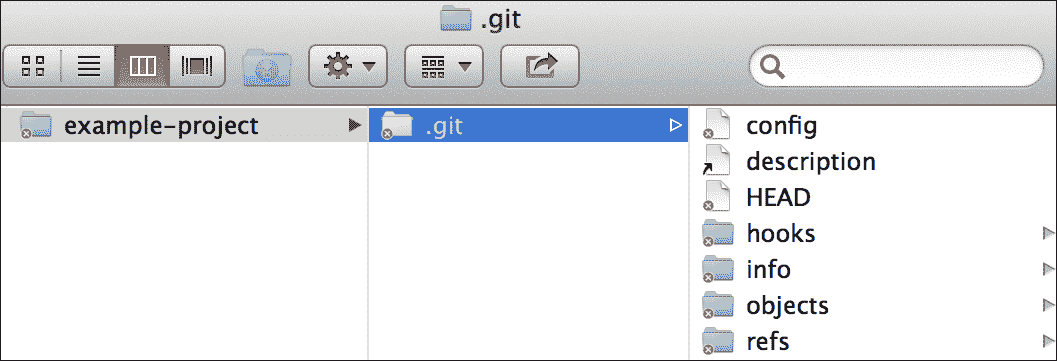 .git
example-project
.git
config
description
HEAD
hooks
info
objects
refs